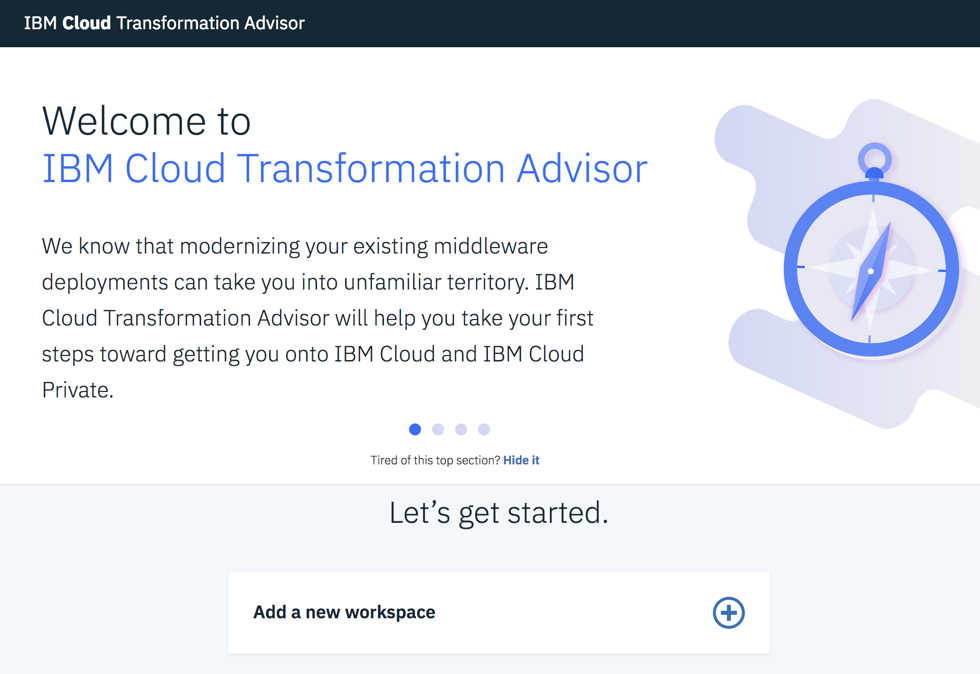 IBM Cloud Transformation Advisor
Welcome to
IBM Cloud Transformation Advisor
We know that modernizing your existing middleware
deployments can take you into unfamiliar territory. IBM
Cloud Transformation Advisor will help you take your first
steps toward getting you onto IBM Cloud and IBM Cloud
Private.
Tired of this top section? Hide it
Let’s get started.
Add a new workspace